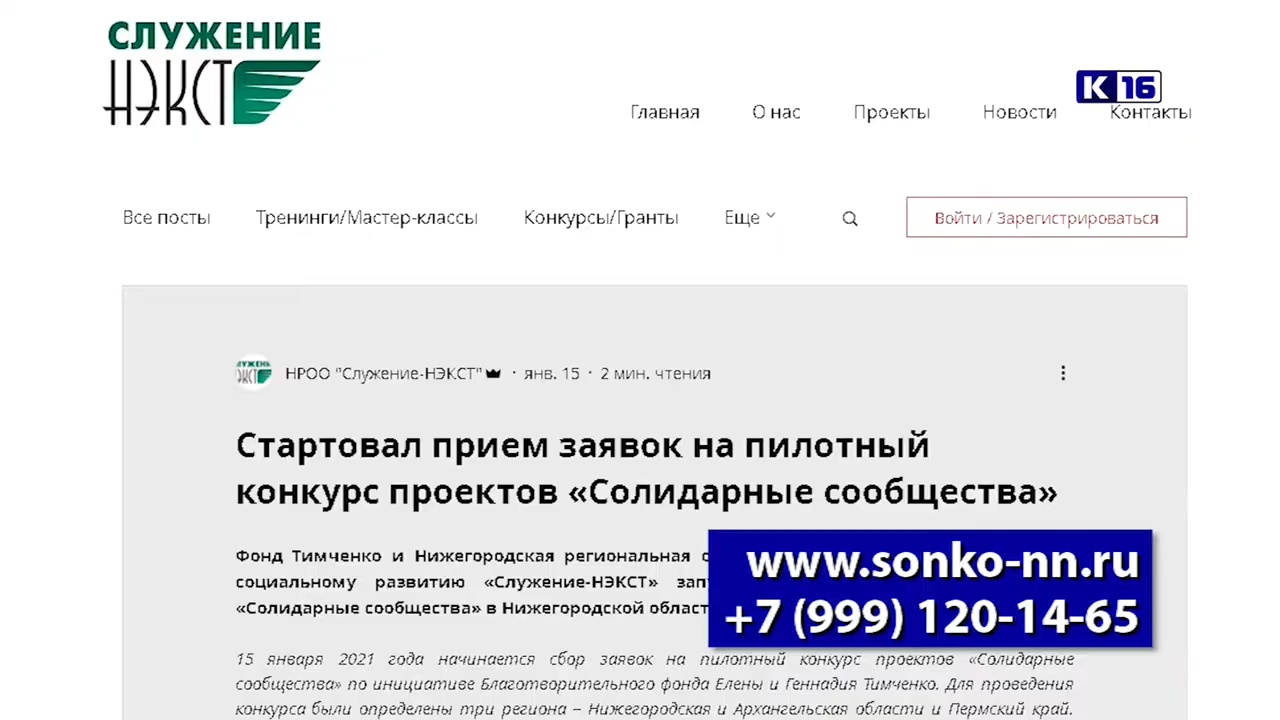 СЛУЖЕНИЕ
НЭКСТ
К 16
Главная О нас Проекты Новости Контакты
Все посты Тренинги/Мастер-классы Конкурсы/Гранты Еще Войти / Зарегистрироваться
НРОО "Служение-НЭКСТ" · янв. 15 · 2 мин. чтения
Стартовал прием заявок на пилотный
конкурс проектов «Солидарные сообщества»
Фонд Тимченко и Нижегородская региональная
социальному развитию «Служение-НЭКСТ»
«Солидарные сообщества» в Нижегородской
www.sonko-nn.ru
+7 (999) 120-14-65
15 января 2021 года начинается сбор заявок на пилотный конкурс проектов «Солидарные
сообщества» по инициативе Благотворительного фонда Елены и Геннадия Тимченко. Для проведения
конкурса были определены три региона – Нижегородская и Архангельская области и Пермский край.